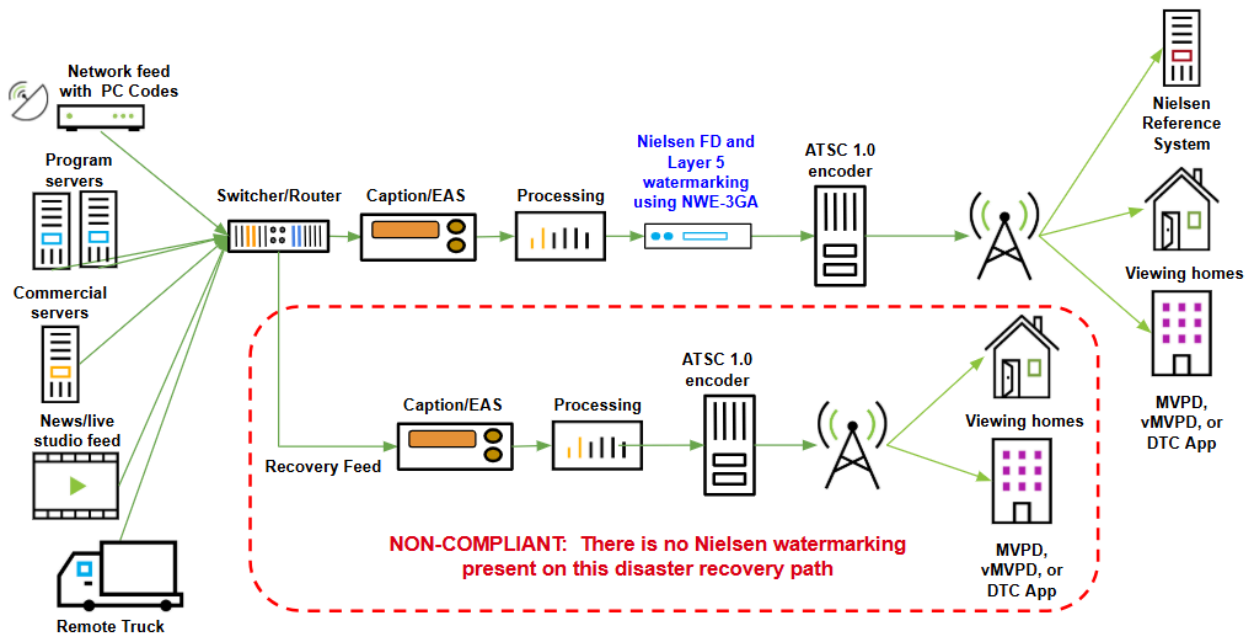 Network feed
with PC Codes
Program
servers
Commercial
servers
News/live
studio feed
Remote Truck
Switcher/Router
Caption/EAS
Processing
Nielsen FD and
Layer 5
watermarking
using NWE-3GA
ATSC 1.0
encoder
Nielsen
Reference
System
Viewing homes
MVPD,
vMVPD, or
DTC App
Recovery Feed
Caption/EAS
Processing
ATSC 1.0
encoder
Viewing homes
MVPD,
vMVPD, or
DTC App
NON-COMPLIANT: There is no Nielsen watermarking
present on this disaster recovery path